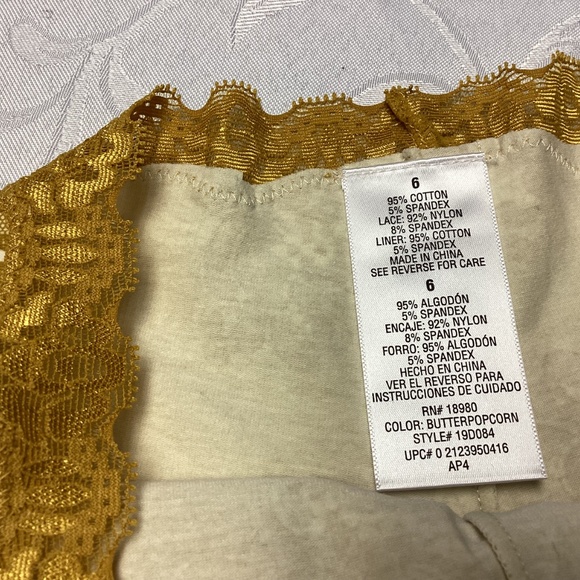 6
95% COTTON
5% SPANDEX
LACE: 92% NYLON
8% SPANDEX
LINER: 95% COTTON
5% SPANDEX
MADE IN CHINA
SEE REVERSE FOR CARE
6
95% ALGODÓN
5% SPANDEX
ENCAJE: 92% NYLON
8% SPANDEX
FORRO: 95% ALGODÓN
5% SPANDEX
HECHO EN CHINA
VER EL REVERSO PARA
INSTRUCCIONES DE CUIDADO
RN# 18980
COLOR: BUTTERPOPCORN
STYLE# 19D084
UPC# 0 2123950416
AP4